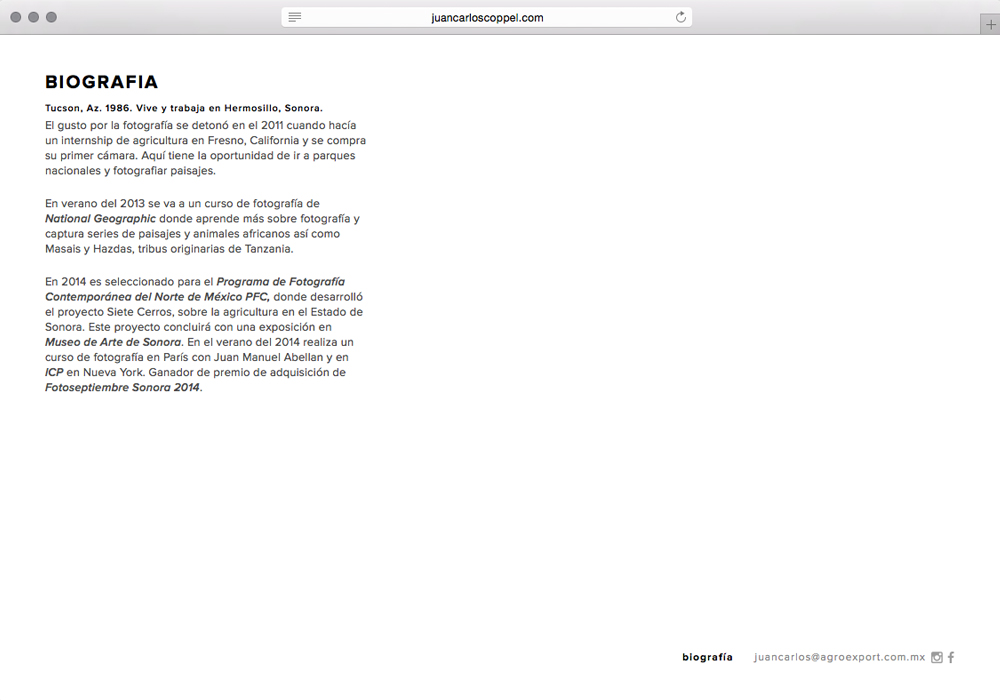 juancarloscoppel.com
BIOGRAFIA
Tucson, Az. 1986. Vive y trabaja en Hermosillo, Sonora.
El gusto por la fotografía se detonó en el 2011 cuando hacía
un internship de agricultura en Fresno, California y se compra
su primer cámara. Aquí tiene la oportunidad de ir a parques
nacionales y fotografiar paisajes.
En verano del 2013 se va a un curso de fotografía de
National Geographic donde aprende más sobre fotografía y
captura series de paisajes y animales africanos así como
Masais y Hazdas, tribus originarias de Tanzania.
En 2014 es seleccionado para el Programa de Fotografía
Contemporánea del Norte de México PFC, donde desarrolló
el proyecto Siete Cerros, sobre la agricultura en el Estado de
Sonora. Este proyecto concluirá con una exposición en
Museo de Arte de Sonora. En el verano del 2014 realiza un
curso de fotografía en París con Juan Manuel Abellan y en
ICP en Nueva York. Ganador de premio de adquisición de
Fotoseptiembre Sonora 2014.
biografía juancarlos@agroexport.com.mx